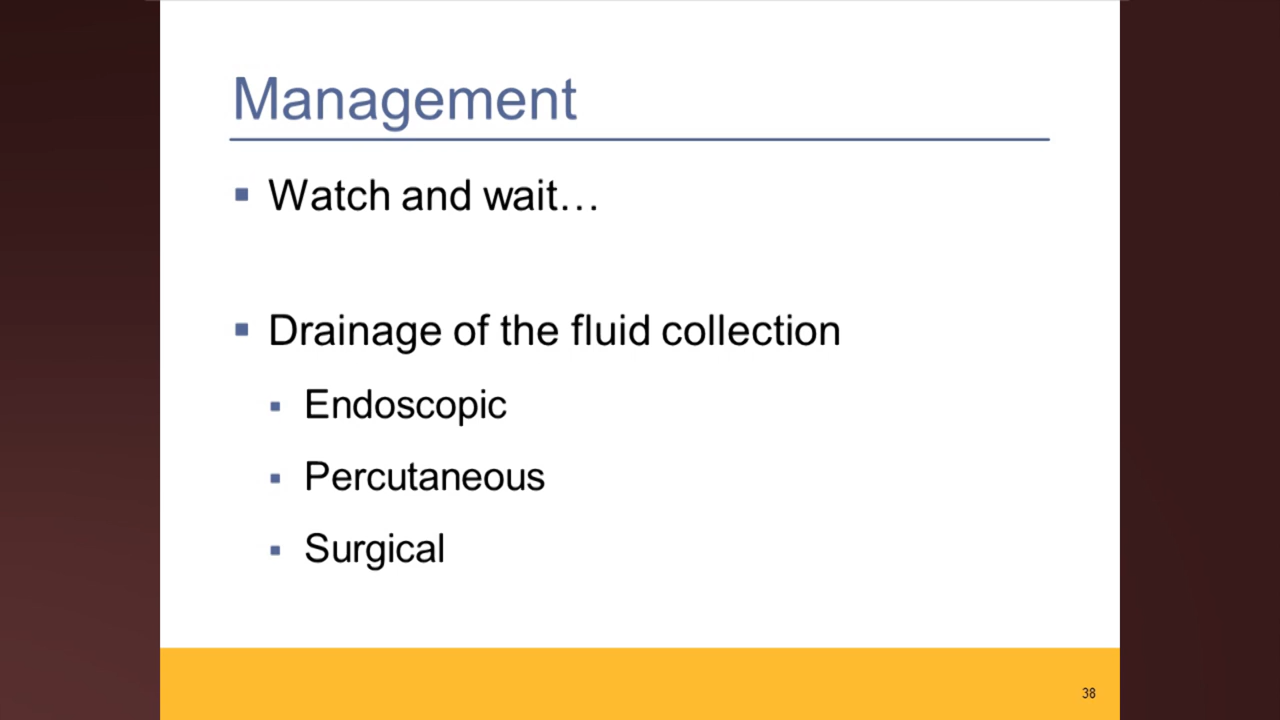 Management
Watch and wait…
Drainage of the fluid collection
Endoscopic
Percutaneous
Surgical
38